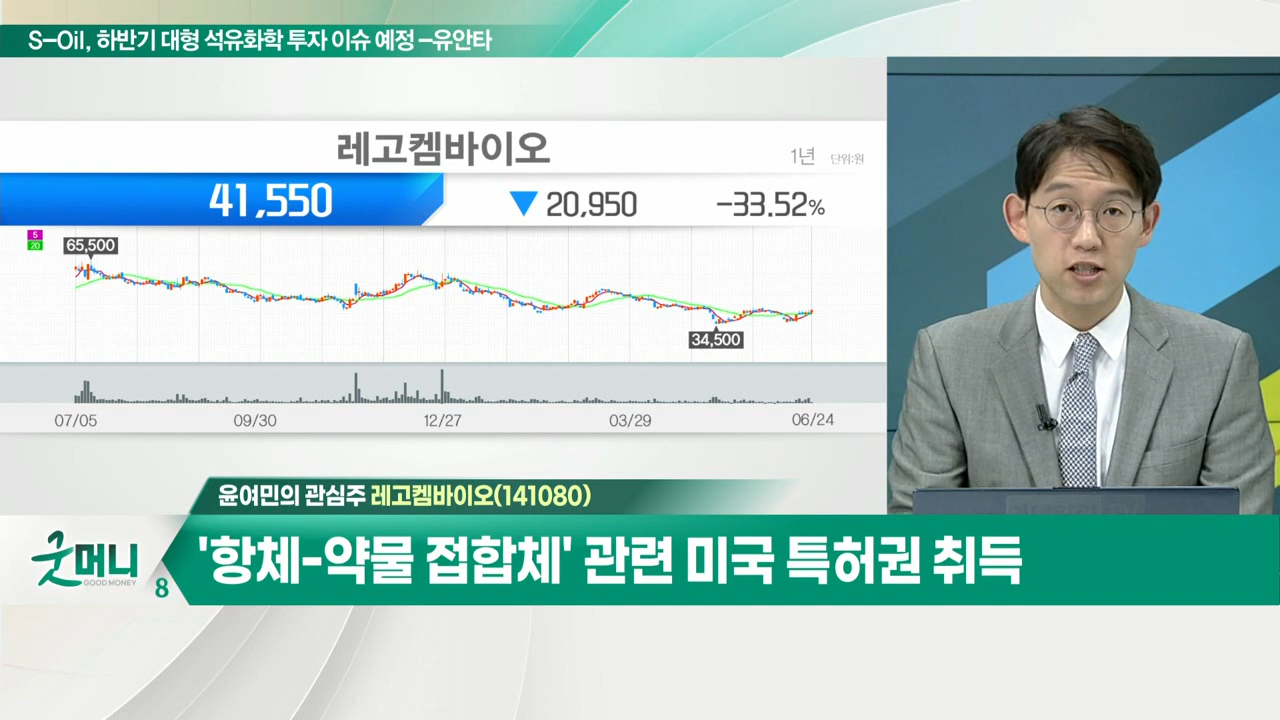 S-Oil, 하반기 대형 석유화학 투자 이슈 예정 -유안타
레고켐바이오
1년 단위:원
41,550 ▼ 20,950 -33.52%
5
20
65,500
34,500
07/05 09/30 12/27 03/29 06/24
윤여민의 관심주 레고켐바이오(141080)
'항체-약물 접합체' 관련 미국 특허권 취득
굿머니
GOOD MONEY
8